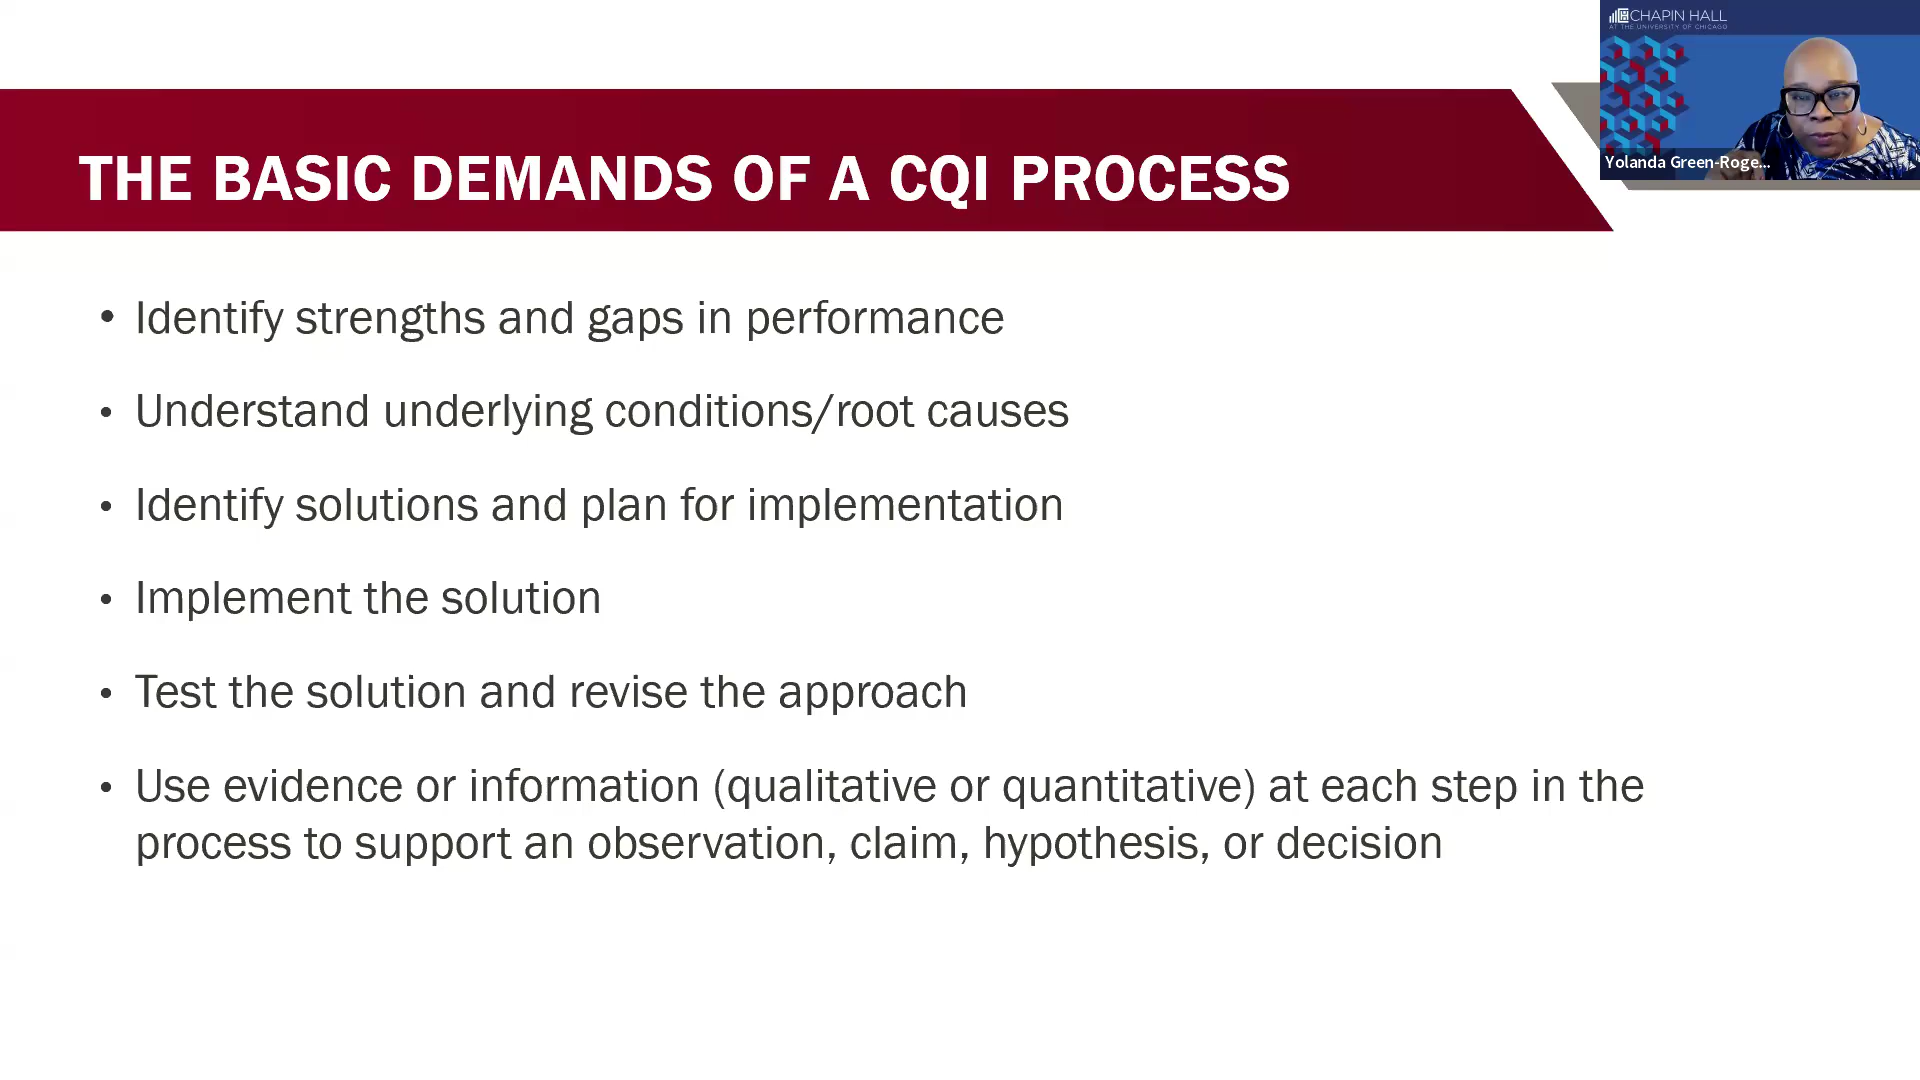 CHAPIN HALL
AT THE UNIVERSITY OF CHICAGO
Yolanda Green-Roge...
THE BASIC DEMANDS OF A CQI PROCESS
• Identify strengths and gaps in performance
• Understand underlying conditions/root causes
• Identify solutions and plan for implementation
• Implement the solution
• Test the solution and revise the approach
• Use evidence or information (qualitative or quantitative) at each step in the
process to support an observation, claim, hypothesis, or decision